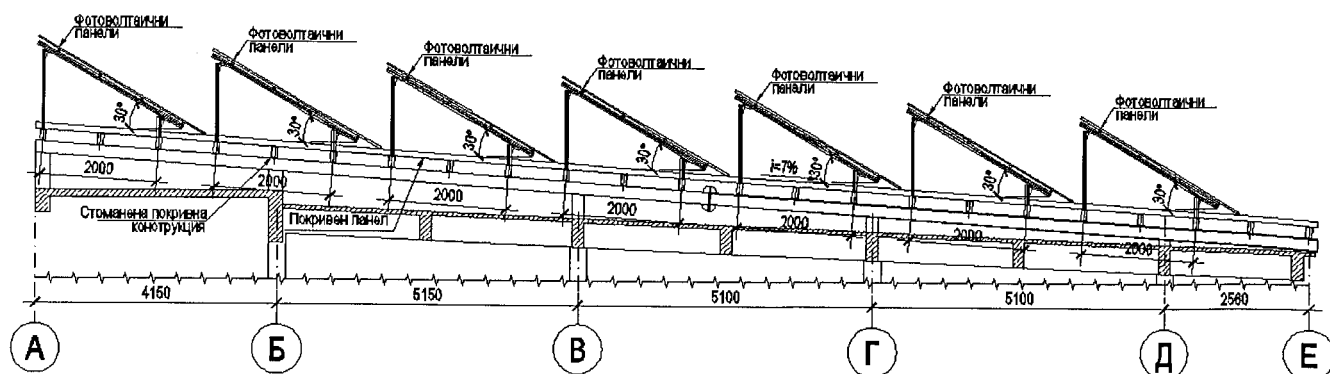 Фотоволтаични
панели
Фотоволтаични
панели
Фотоволтаични
панели
Фотоволтаични
панели
Фотоволтаични
панели
Фотоволтаични
панели
Фотоволтаични
панели
30°
30°
30°
30°
30°
30°
30°
i=7%
2000
2000
2000
2000
2000
2000
2000
Стоманена покривна
конструкция
Покривен панел
4150
5150
5100
5100
2560
А
Б
В
Г
Д
Е